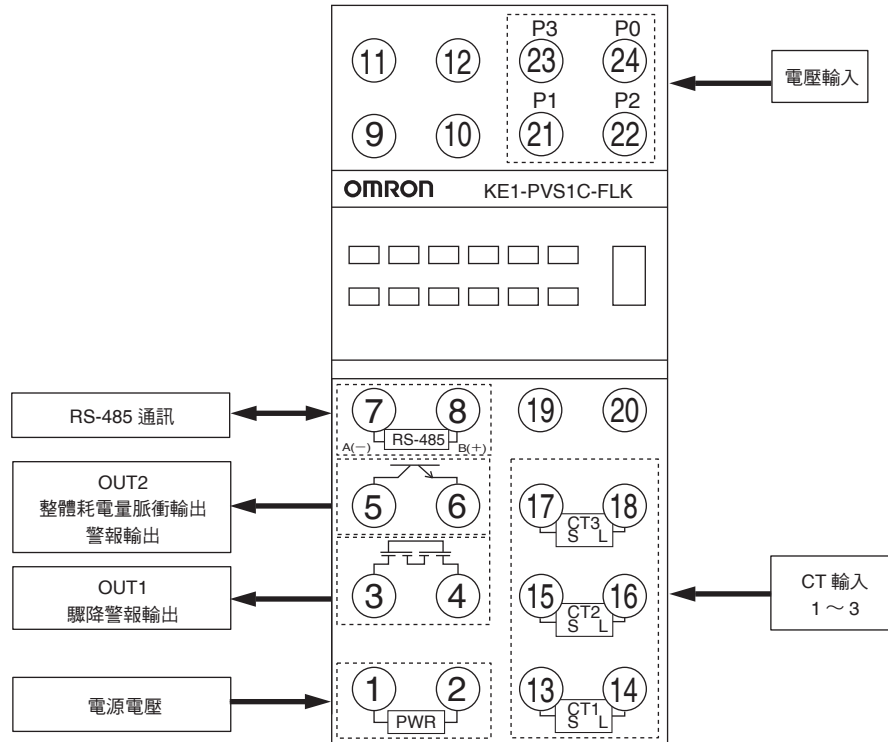 P3 P0
11 12 23 24
電壓輸入
P1 P2
9 10 21 22
OMRON KE1-PVS1C-FLK
7 8 19 20
RS-485 通訊
A(−) RS-485 B(+)
OUT2
整體耗電量脈衝輸出
警報輸出
5 6 17 18
CT3
S L
OUT1
驟降警報輸出
3 4 15 16
CT2
S L
CT 輸入
1 ～ 3
電源電壓
1 2 13 14
PWR
CT1
S L